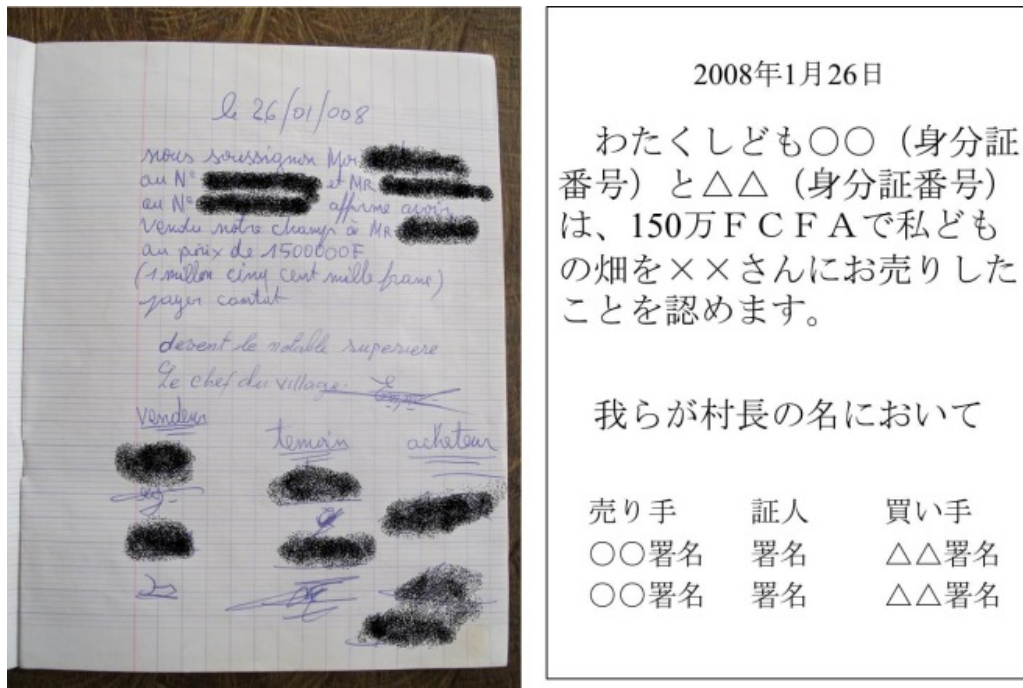 le 26/01/008
nous soussignon Mor
au N° et MR
au N° affirme avoir
vendu notre champ à MR
au prix de 1500000F
(1 millon cinq cent mille franc)
payer contat
devent le notable superiere
Le chef du village
vendeur
temoin
acheteur
2008年1月26日
わたくしども○○(身分証
番号)と△△(身分証番号)
は、150万FCFAで私ども
の畑を××さんにお売りした
ことを認めます。
我らが村長の名において
売り手 証人 買い手
○○署名 署名 △△署名
○○署名 署名 △△署名